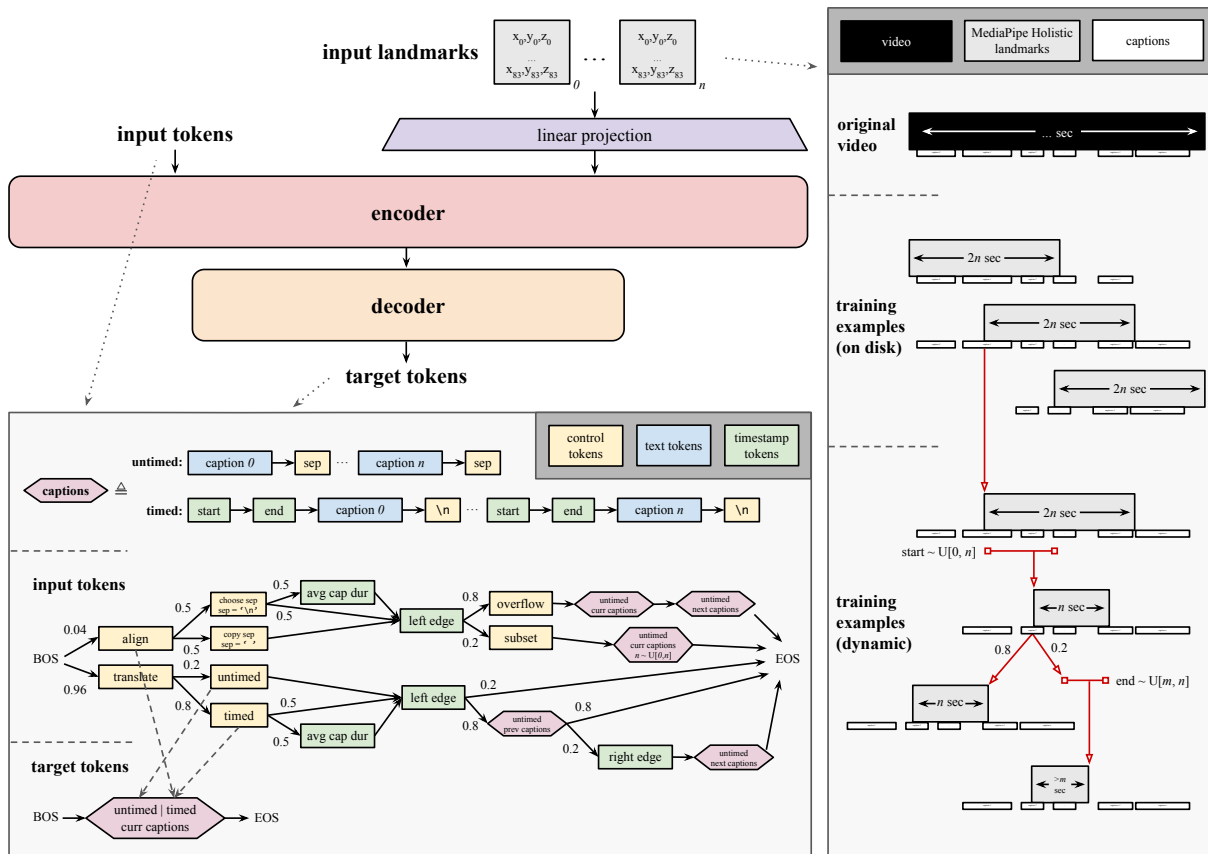 input landmarks
x0,y0,z0
...
x83,y83,z83
0
...
x0,y0,z0
...
x83,y83,z83
n
input tokens
linear projection
encoder
decoder
target tokens
control
tokens
text tokens
timestamp
tokens
captions
≜
untimed:
caption 0
sep
...
caption n
sep
timed:
start
end
caption 0
\n
...
start
end
caption n
\n
input tokens
BOS
0.04
0.96
align
translate
0.5
0.5
0.2
0.8
choose sep
sep = '\n'
copy sep
sep = '\n'
untimed
timed
0.5
0.5
0.5
0.5
avg cap dur
avg cap dur
left edge
left edge
0.8
0.2
overflow
subset
untimed
curr captions
untimed
next captions
untimed
curr captions
n ~ U[0,n]
0.2
0.8
untimed
prev captions
0.8
0.2
right edge
untimed
next captions
EOS
target tokens
BOS
untimed | timed
curr captions
EOS
video
MediaPipe Holistic
landmarks
captions
original
video
... sec
training
examples
(on disk)
2n sec
2n sec
2n sec
training
examples
(dynamic)
2n sec
start ~ U[0, n]
n sec
0.8
0.2
end ~ U[m, n]
n sec
>m
sec